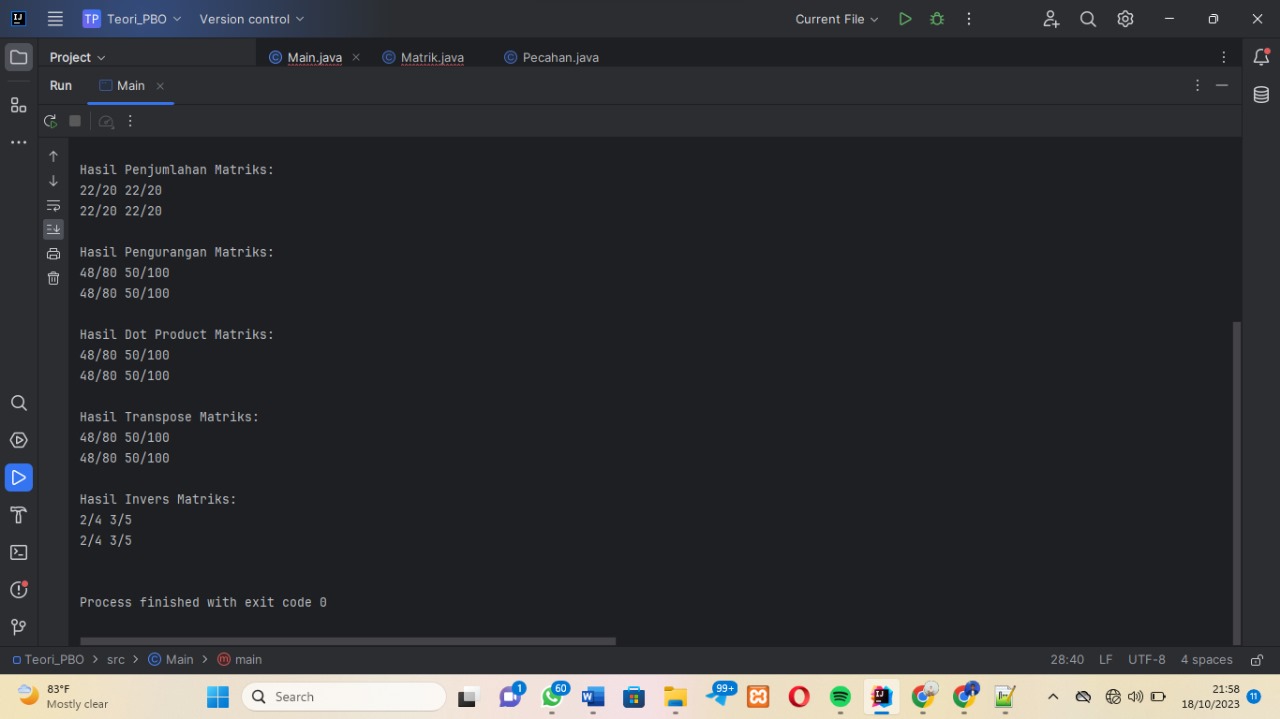 TP Teori_PBO Version control Current File
Project Main.java Matrik.java Pecahan.java
Run Main
Hasil Penjumlahan Matriks:
22/20 22/20
22/20 22/20
Hasil Pengurangan Matriks:
48/80 50/100
48/80 50/100
Hasil Dot Product Matriks:
48/80 50/100
48/80 50/100
Hasil Transpose Matriks:
48/80 50/100
48/80 50/100
Hasil Invers Matriks:
2/4 3/5
2/4 3/5
Process finished with exit code 0
Teori_PBO > src > Main > main 28:40 LF UTF-8 4 spaces
83°F
Mostly clear
Search
1
60
99+
21:58
18/10/2023
11